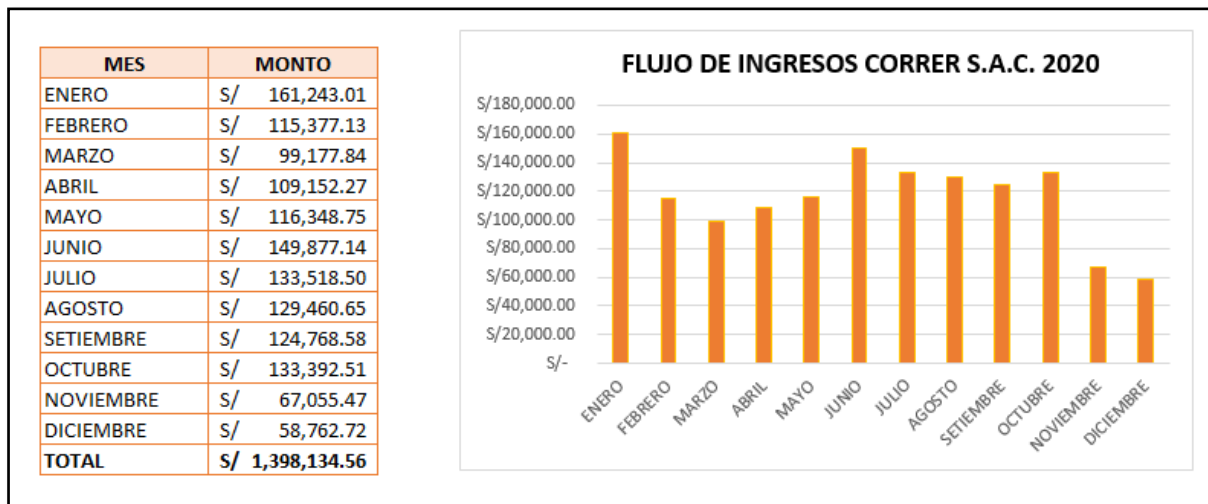 MES MONTO
ENERO S/ 161,243.01
FEBRERO S/ 115,377.13
MARZO S/ 99,177.84
ABRIL S/ 109,152.27
MAYO S/ 116,348.75
JUNIO S/ 149,877.14
JULIO S/ 133,518.50
AGOSTO S/ 129,460.65
SETIEMBRE S/ 124,768.58
OCTUBRE S/ 133,392.51
NOVIEMBRE S/ 67,055.47
DICIEMBRE S/ 58,762.72
TOTAL S/ 1,398,134.56
FLUJO DE INGRESOS CORRER S.A.C. 2020
S/180,000.00
S/160,000.00
S/140,000.00
S/120,000.00
S/100,000.00
S/80,000.00
S/60,000.00
S/40,000.00
S/20,000.00
S/-
ENERO
FEBRERO
MARZO
ABRIL
MAYO
JUNIO
JULIO
AGOSTO
SETIEMBRE
OCTUBRE
NOVIEMBRE
DICIEMBRE